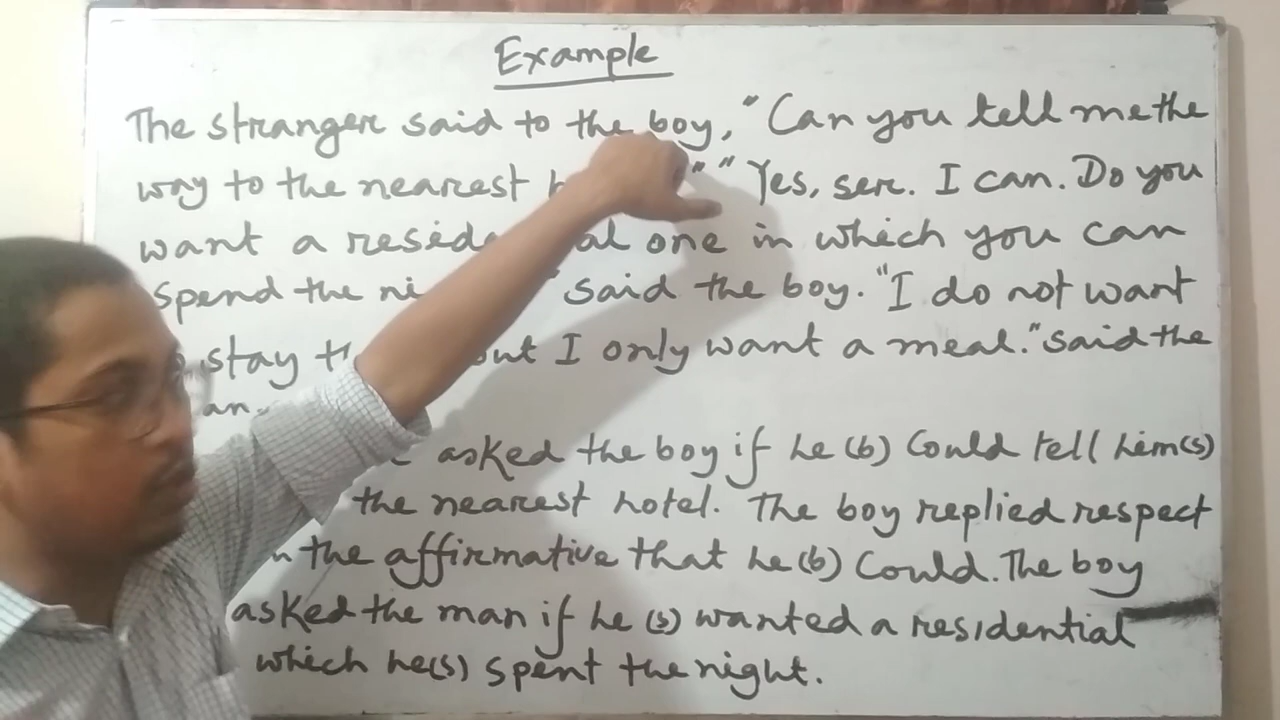 Example
The stranger said to the boy, "Can you tell me the
way to the nearest " "Yes, ser. I can. Do you
want a one in which you can
spend the " said the boy. "I do not want
stay but I only want a meal." said the
asked the boy if he (b) Could tell him(s)
the nearest hotel. The boy replied respect
the affirmative that he (b) Could. The boy
asked the man if he (s) wanted a residential
which he(s) spent the night.